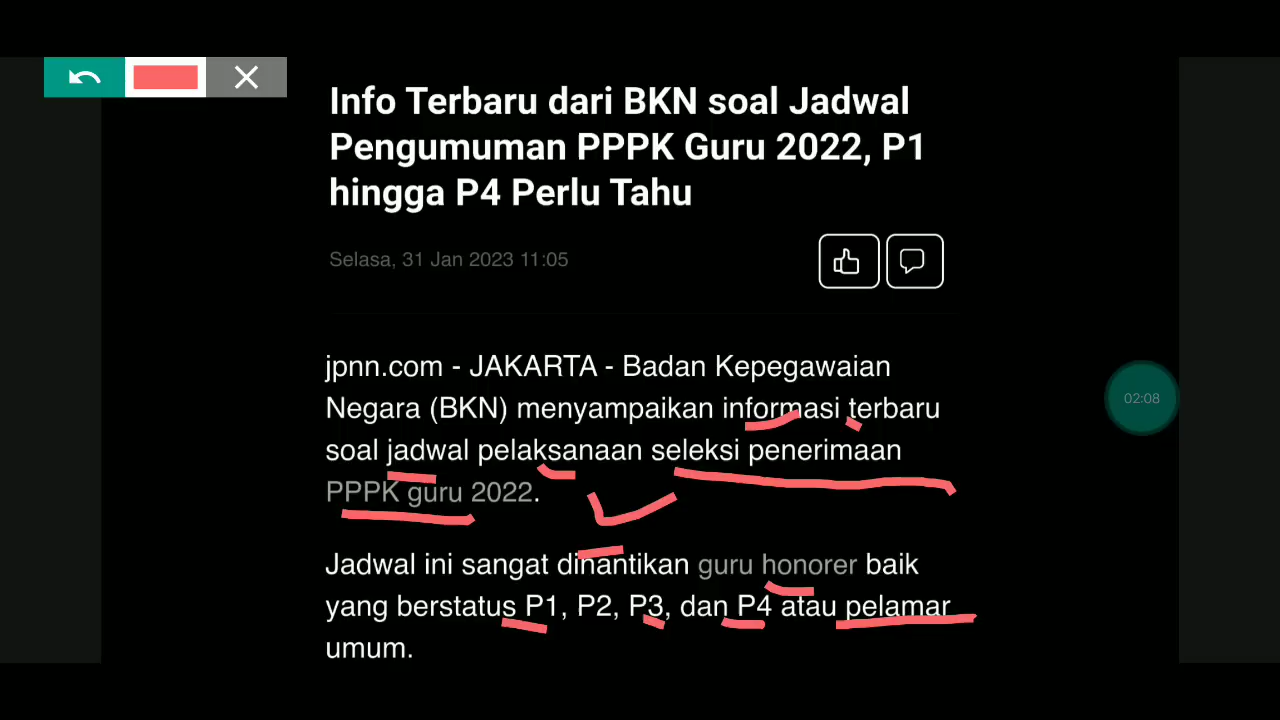 Info Terbaru dari BKN soal Jadwal
Pengumuman PPPK Guru 2022, P1
hingga P4 Perlu Tahu
Selasa, 31 Jan 2023 11:05
jpnn.com - JAKARTA - Badan Kepegawaian
Negara (BKN) menyampaikan informasi terbaru
soal jadwal pelaksanaan seleksi penerimaan
PPPK guru 2022.
02:08
Jadwal ini sangat dinantikan guru honorer baik
yang berstatus P1, P2, P3, dan P4 atau pelamar
umum.